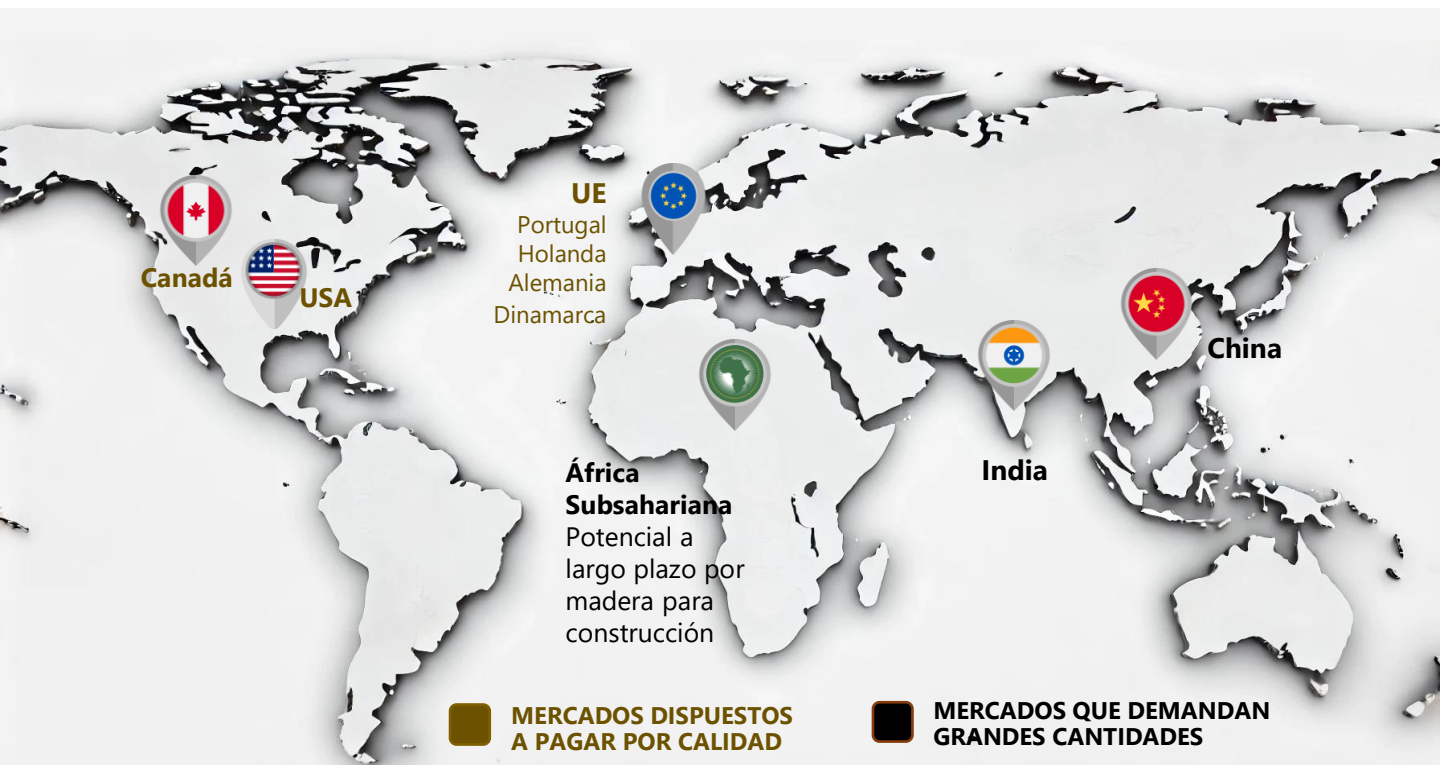 UE
Portugal
Holanda
Alemania
Dinamarca
Canadá
USA
China
India
África
Subsahariana
Potencial a
largo plazo por
madera para
construcción
MERCADOS DISPUESTOS
A PAGAR POR CALIDAD
MERCADOS QUE DEMANDAN
GRANDES CANTIDADES